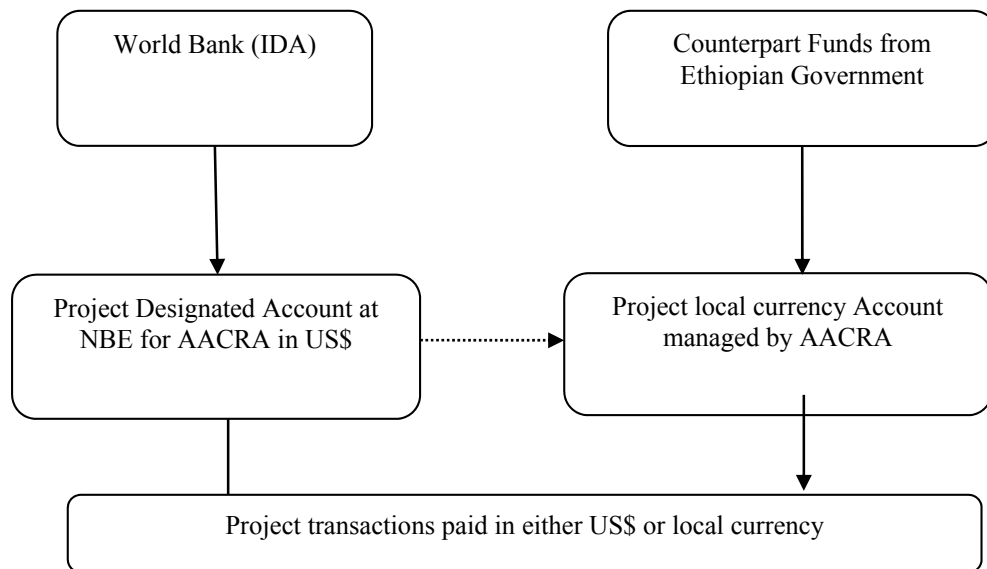 World Bank (IDA)
Counterpart Funds from
Ethiopian Government
Project Designated Account at
NBE for AACRA in US$
Project local currency Account
managed by AACRA
Project transactions paid in either US$ or local currency